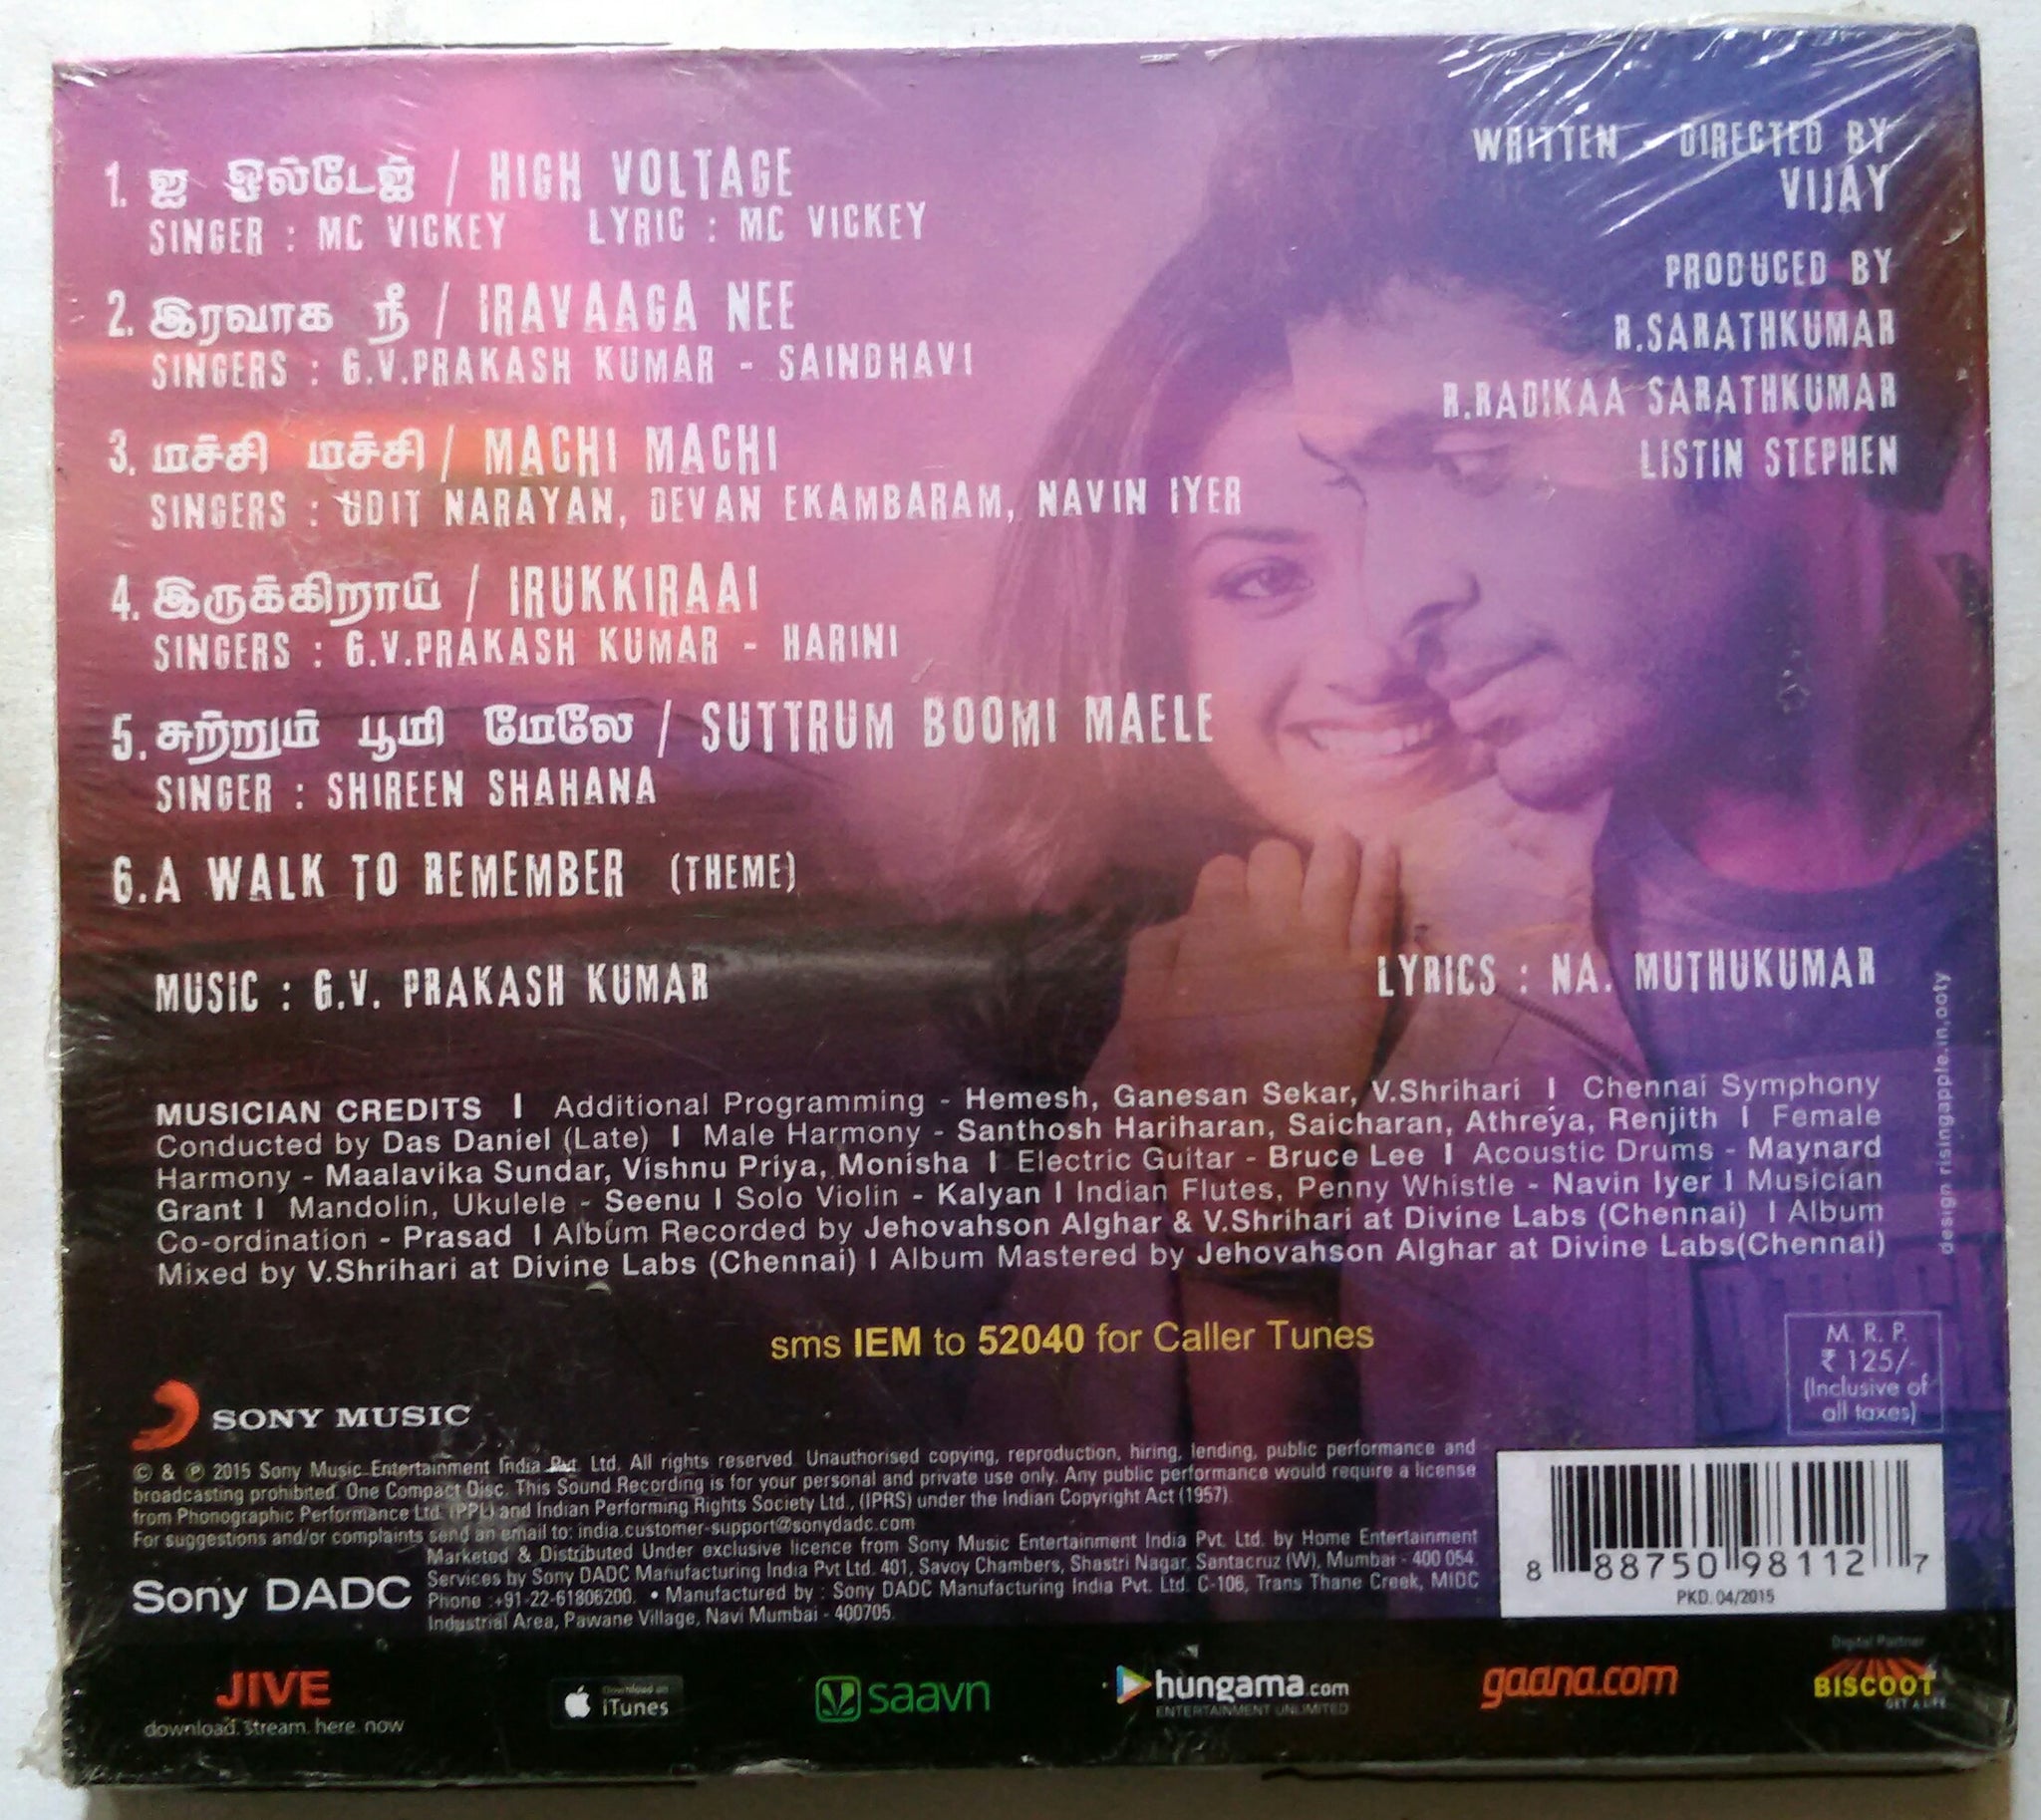 1. ஐ ஓல்டேஜ் / HIGH VOLTAGE
SINGER : MC VICKEY LYRIC : MC VICKEY
2. இரவாக நீ / IRAVAAGA NEE
SINGERS : G.V.PRAKASH KUMAR - SAINDHAVI
3. மச்சி மச்சி / MACHI MACHI
SINGERS : UDIT NARAYAN, DEVAN EKAMBARAM, NAVIN IYER
4. இருக்கிறாய் / IRUKKIRAAI
SINGERS : G.V.PRAKASH KUMAR - HARINI
5. சுற்றும் பூமி மேலே / SUTTRUM BOOMI MAELE
SINGER : SHIREEN SHAHANA
6. A WALK TO REMEMBER (THEME)
WRITTEN - DIRECTED BY
VIJAY
PRODUCED BY
R.SARATHKUMAR
R.RADIKAA SARATHKUMAR
LISTIN STEPHEN
MUSIC : G.V. PRAKASH KUMAR
LYRICS : NA. MUTHUKUMAR
design risingapple.in,ooty
MUSICIAN CREDITS I Additional Programming - Hemesh, Ganesan Sekar, V.Shrihari I Chennai Symphony
Conducted by Das Daniel (Late) I Male Harmony - Santhosh Hariharan, Saicharan, Athreya, Renjith I Female
Harmony - Maalavika Sundar, Vishnu Priya, Monisha I Electric Guitar - Bruce Lee I Acoustic Drums - Maynard
Grant I Mandolin, Ukulele - Seenu I Solo Violin - Kalyan I Indian Flutes, Penny Whistle - Navin Iyer I Musician
Co-ordination - Prasad I Album Recorded by Jehovahson Alghar & V.Shrihari at Divine Labs (Chennai) I Album
Mixed by V.Shrihari at Divine Labs (Chennai) I Album Mastered by Jehovahson Alghar at Divine Labs(Chennai)
sms IEM to 52040 for Caller Tunes
M. R. P.
₹ 125/-
(Inclusive of
all taxes)
SONY MUSIC
© & ℗ 2015 Sony Music Entertainment India Pvt. Ltd. All rights reserved. Unauthorised copying, reproduction, hiring, lending, public performance and
broadcasting prohibited. One Compact Disc. This Sound Recording is for your personal and private use only. Any public performance would require a license
from Phonographic Performance Ltd. (PPL) and Indian Performing Rights Society Ltd., (IPRS) under the Indian Copyright Act (1957).
For suggestions and/or complaints send an email to: india.customer-support@sonydadc.com
Sony DADC
Marketed & Distributed Under exclusive licence from Sony Music Entertainment India Pvt. Ltd. by Home Entertainment
Services by Sony DADC Manufacturing India Pvt Ltd. 401, Savoy Chambers, Shastri Nagar, Santacruz (W), Mumbai - 400 054.
Phone :+91-22-61806200. • Manufactured by : Sony DADC Manufacturing India Pvt. Ltd. C-106, Trans Thane Creek, MIDC
Industrial Area, Pawane Village, Navi Mumbai - 400705.
8 88750 98112 7
PKD. 04/2015
JIVE
download. stream. here. now
Download on
iTunes
saavn
hungama.com
ENTERTAINMENT UNLIMITED
gaana.com
Digital Partner
BISCOOT
GET A LIFE